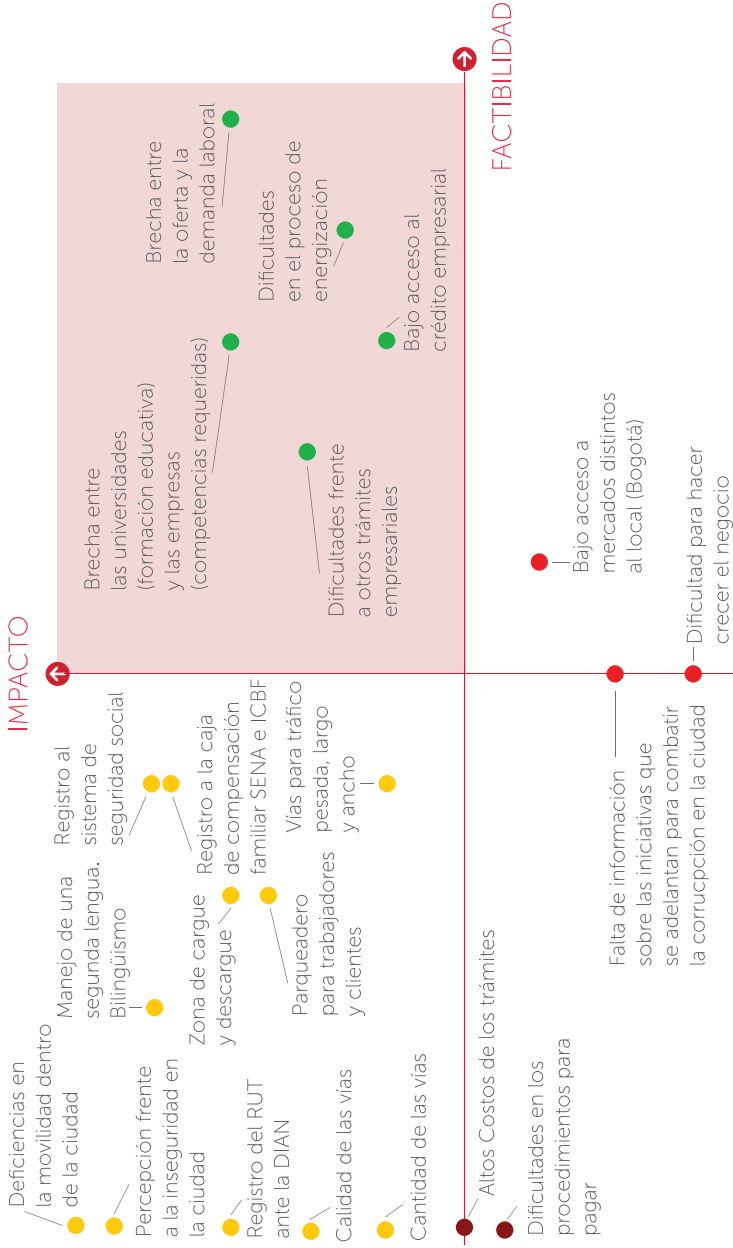 IMPACTO
FACTIBILIDAD
Deficiencias en
la movilidad dentro
de la ciudad
Percepción frente
a la inseguridad en
la ciudad
Registro del RUT
ante la DIAN
Calidad de las vías
Cantidad de las vías
Manejo de una
segunda lengua.
Bilingüismo
Zona de cargue
y descargue
Parqueadero
para trabajadores
y clientes
Registro al
sistema de
seguridad social
Registro a la caja
de compensación
familiar SENA e ICBF
Vías para tráfico
pesada, largo
y ancho
Brecha entre
las universidades
(formación educativa)
y las empresas
(competencias requeridas)
Dificultades frente
a otros trámites
empresariales
Brecha entre
la oferta y la
demanda laboral
Dificultades
en el proceso de
energización
Bajo acceso al
crédito empresarial
Altos Costos de los trámites
Dificultades en los
procedimientos para
pagar
Falta de información
sobre las iniciativas que
se adelantan para combatir
la corrucpción en la ciudad
Bajo acceso a
mercados distintos
al local (Bogotá)
Dificultad para hacer
crecer el negocio